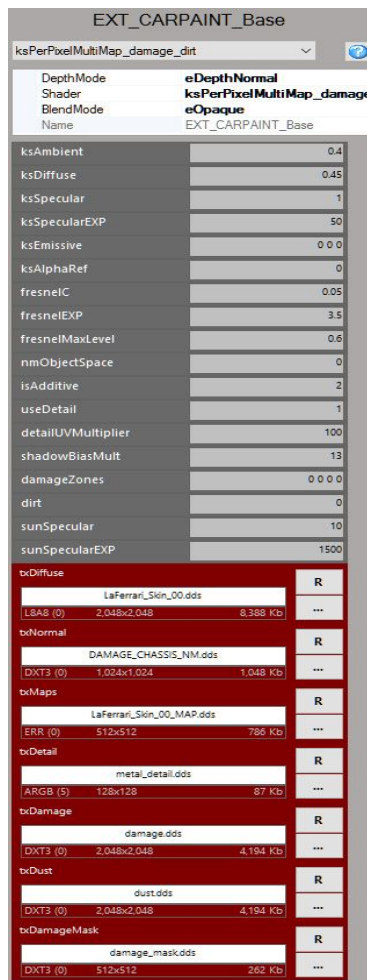 EXT_CARPAINT_Base
ksPerPixelMultiMap_damage_dirt
DepthMode eDepthNormal
Shader ksPerPixelMultiMap_damage
BlendMode eOpaque
Name EXT_CARPAINT_Base
ksAmbient 0.4
ksDiffuse 0.45
ksSpecular 1
ksSpecularEXP 50
ksEmissive 0 0 0
ksAlphaRef 0
fresnelC 0.05
fresnelEXP 3.5
fresnelMaxLevel 0.6
nmObjectSpace 0
isAdditive 2
useDetail 1
detailUVMultiplier 100
shadowBiasMult 13
damageZones 0 0 0 0
dirt 0
sunSpecular 10
sunSpecularEXP 1500
txDiffuse R
LaFerrari_Skin_00.dds ...
L8A8 (0) 2,048x2,048 8,388 Kb
txNormal R
DAMAGE_CHASSIS_NM.dds ...
DXT3 (0) 1,024x1,024 1,048 Kb
txMaps R
LaFerrari_Skin_00_MAP.dds ...
ERR (0) 512x512 786 Kb
txDetail R
metal_detail.dds ...
ARGB (5) 128x128 87 Kb
txDamage R
damage.dds ...
DXT3 (0) 2,048x2,048 4,194 Kb
txDust R
dust.dds ...
DXT3 (0) 2,048x2,048 4,194 Kb
txDamageMask R
damage_mask.dds ...
DXT3 (0) 512x512 262 Kb